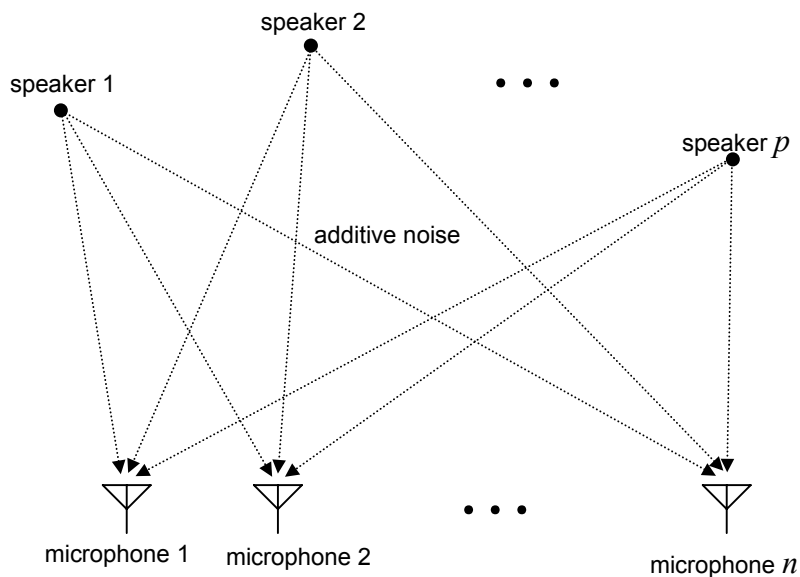 speaker 2
speaker 1
speaker p
additive noise
microphone 1
microphone 2
microphone n